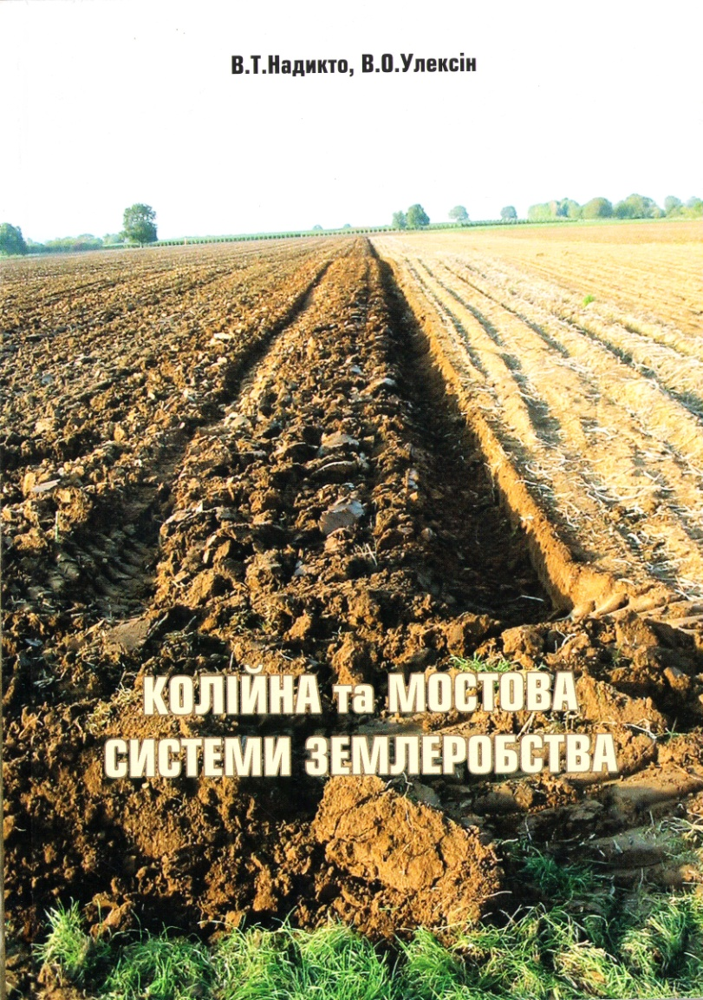 В.Т.Надикто, В.О.Улексін
КОЛІЙНА та МОСТОВА
СИСТЕМИ ЗЕМЛЕРОБСТВА